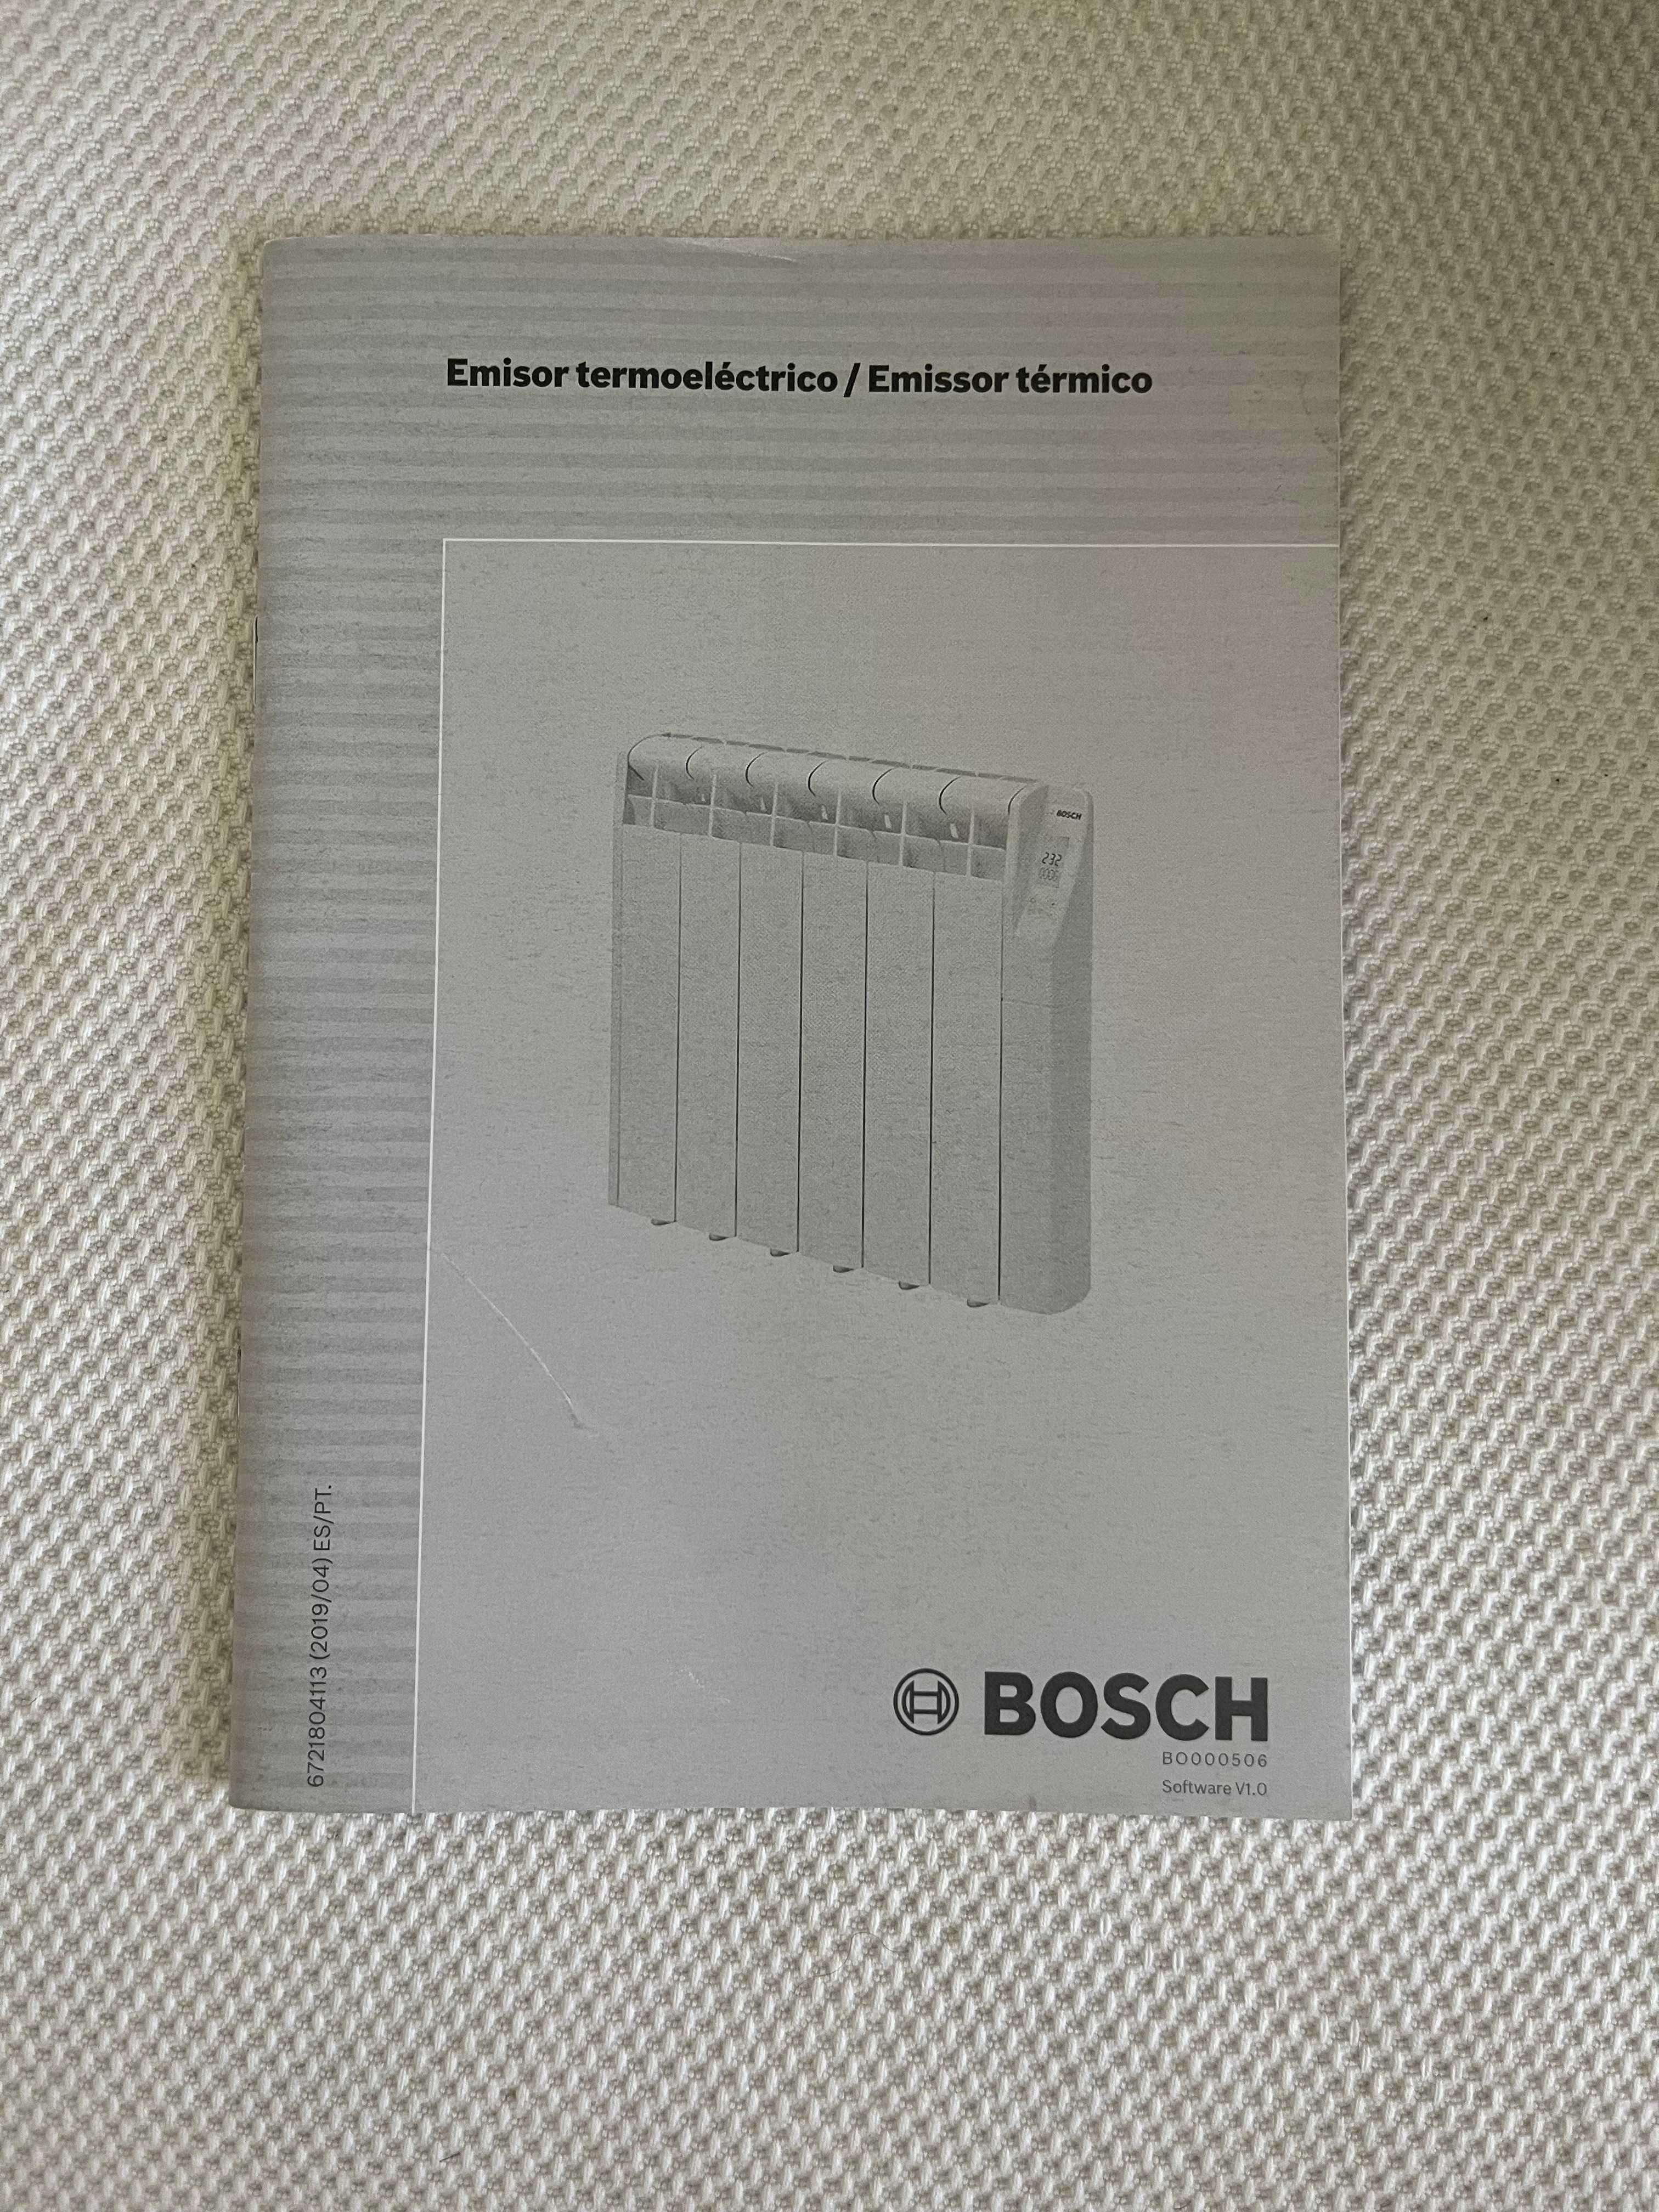 Emisor termoeléctrico / Emissor térmico
BOSCH
232
6721804113 (2019/04) ES/PT.
BOSCH
BO000506
Software V1.0